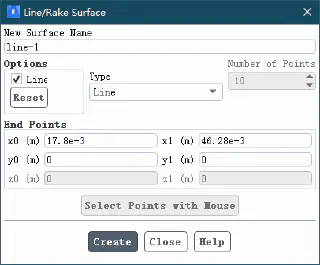 Line/Rake Surface
New Surface Name
line-1
Options
Number of Points
Line
Type
10
Reset
Line
End Points
x0 (m) 17.8e-3 x1 (m) 46.28e-3
y0 (m) 0 y1 (m) 0
z0 (m) 0 z1 (m) 0
Select Points with Mouse
Create Close Help